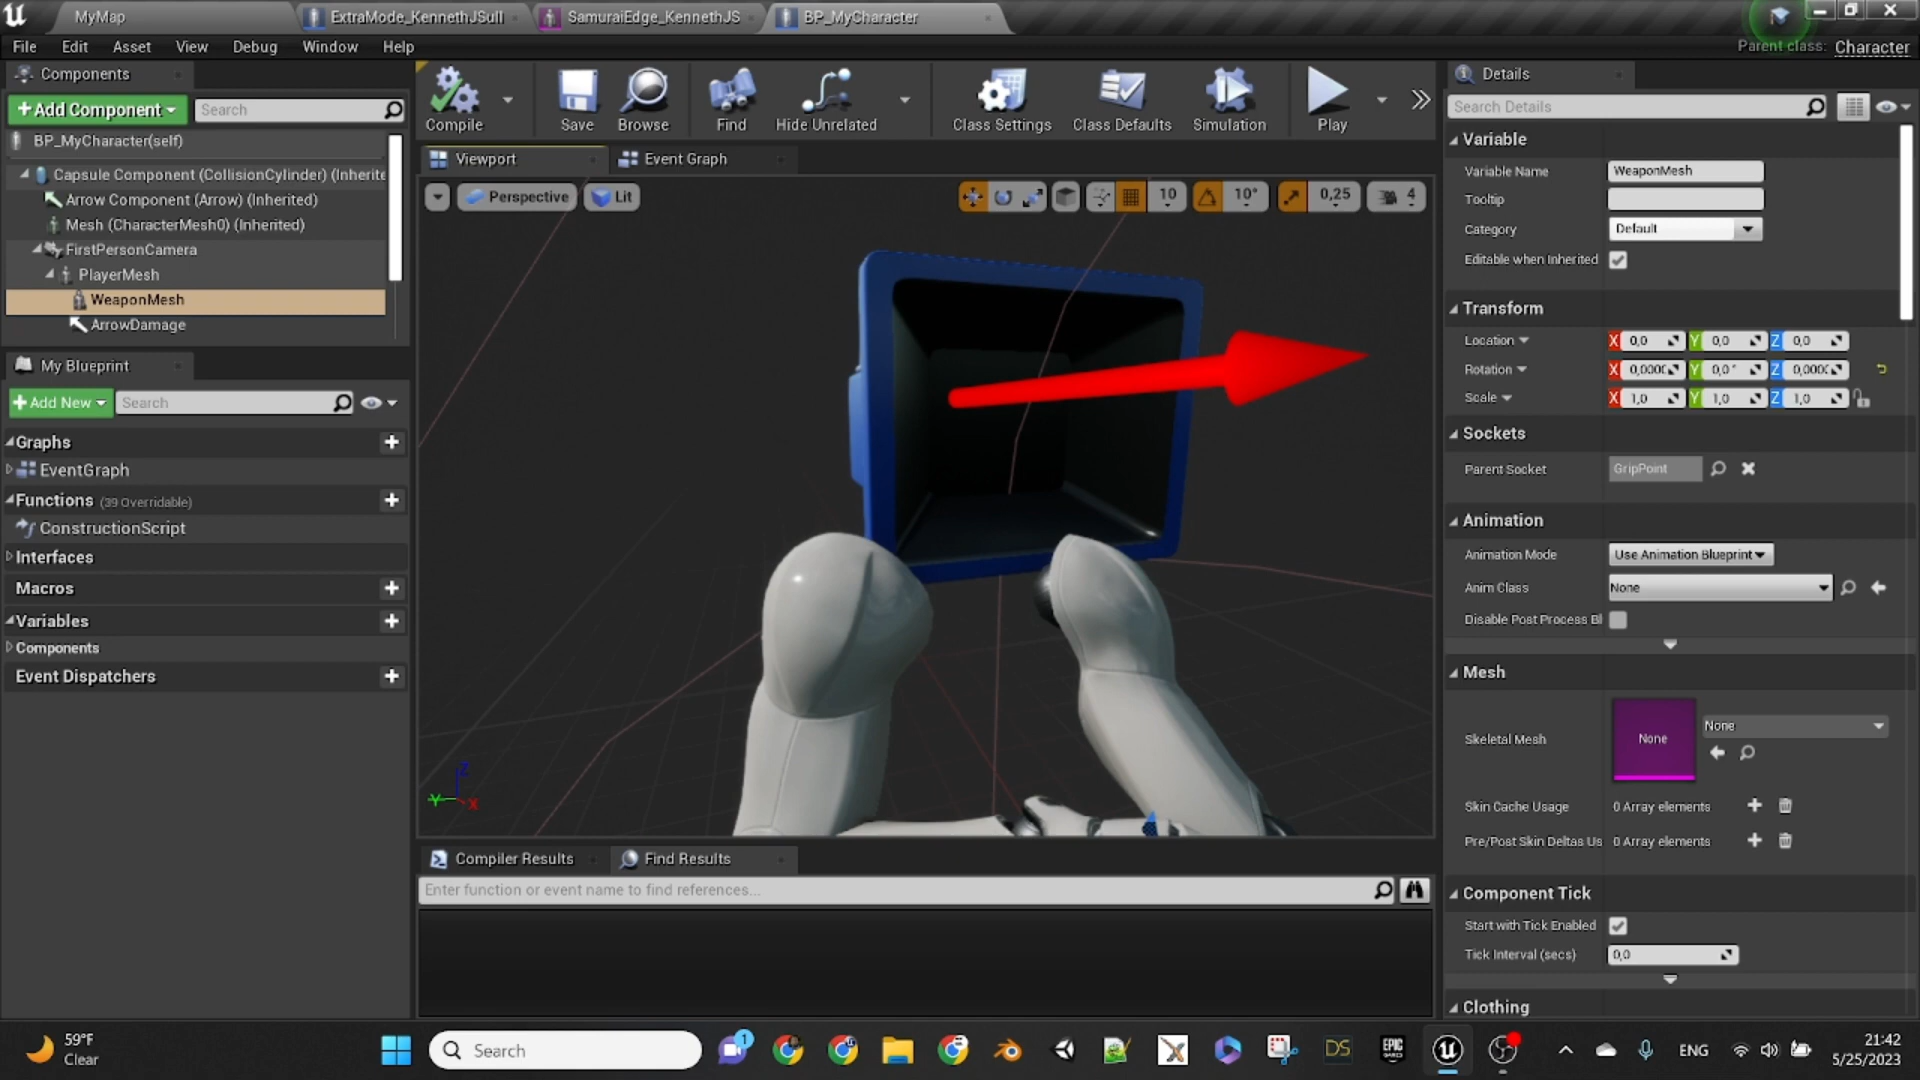 MyMap
ExtraMode_KennethJSull
SamuraiEdge_KennethJS
BP_MyCharacter
File Edit Asset View Debug Window Help
Parent class: Character
Components
Add Component
Search
BP_MyCharacter(self)
Capsule Component (CollisionCylinder) (Inherite
Arrow Component (Arrow) (Inherited)
Mesh (CharacterMesh0) (Inherited)
FirstPersonCamera
PlayerMesh
WeaponMesh
ArrowDamage
My Blueprint
Add New
Search
Graphs
EventGraph
Functions (39 Overridable)
ConstructionScript
Interfaces
Macros
Variables
Components
Event Dispatchers
Compile Save Browse Find Hide Unrelated Class Settings Class Defaults Simulation Play
Viewport
Event Graph
Perspective
Lit
10
10°
0,25
4
Z
Y
X
Compiler Results
Find Results
Enter function or event name to find references...
Details
Search Details
Variable
Variable Name WeaponMesh
Tooltip
Category Default
Editable when Inherited
Transform
Location X 0,0 Y 0,0 Z 0,0
Rotation X 0,000 Y 0,0° Z 0,000
Scale X 1,0 Y 1,0 Z 1,0
Sockets
Parent Socket GripPoint
Animation
Animation Mode Use Animation Blueprint
Anim Class None
Disable Post Process Bl
Mesh
Skeletal Mesh None None
Skin Cache Usage 0 Array elements
Pre/Post Skin Deltas Us 0 Array elements
Component Tick
Start with Tick Enabled
Tick Interval (secs) 0,0
Clothing
59°F
Clear
Search
1
DS
EPIC GAMES
ENG
21:42
5/25/2023